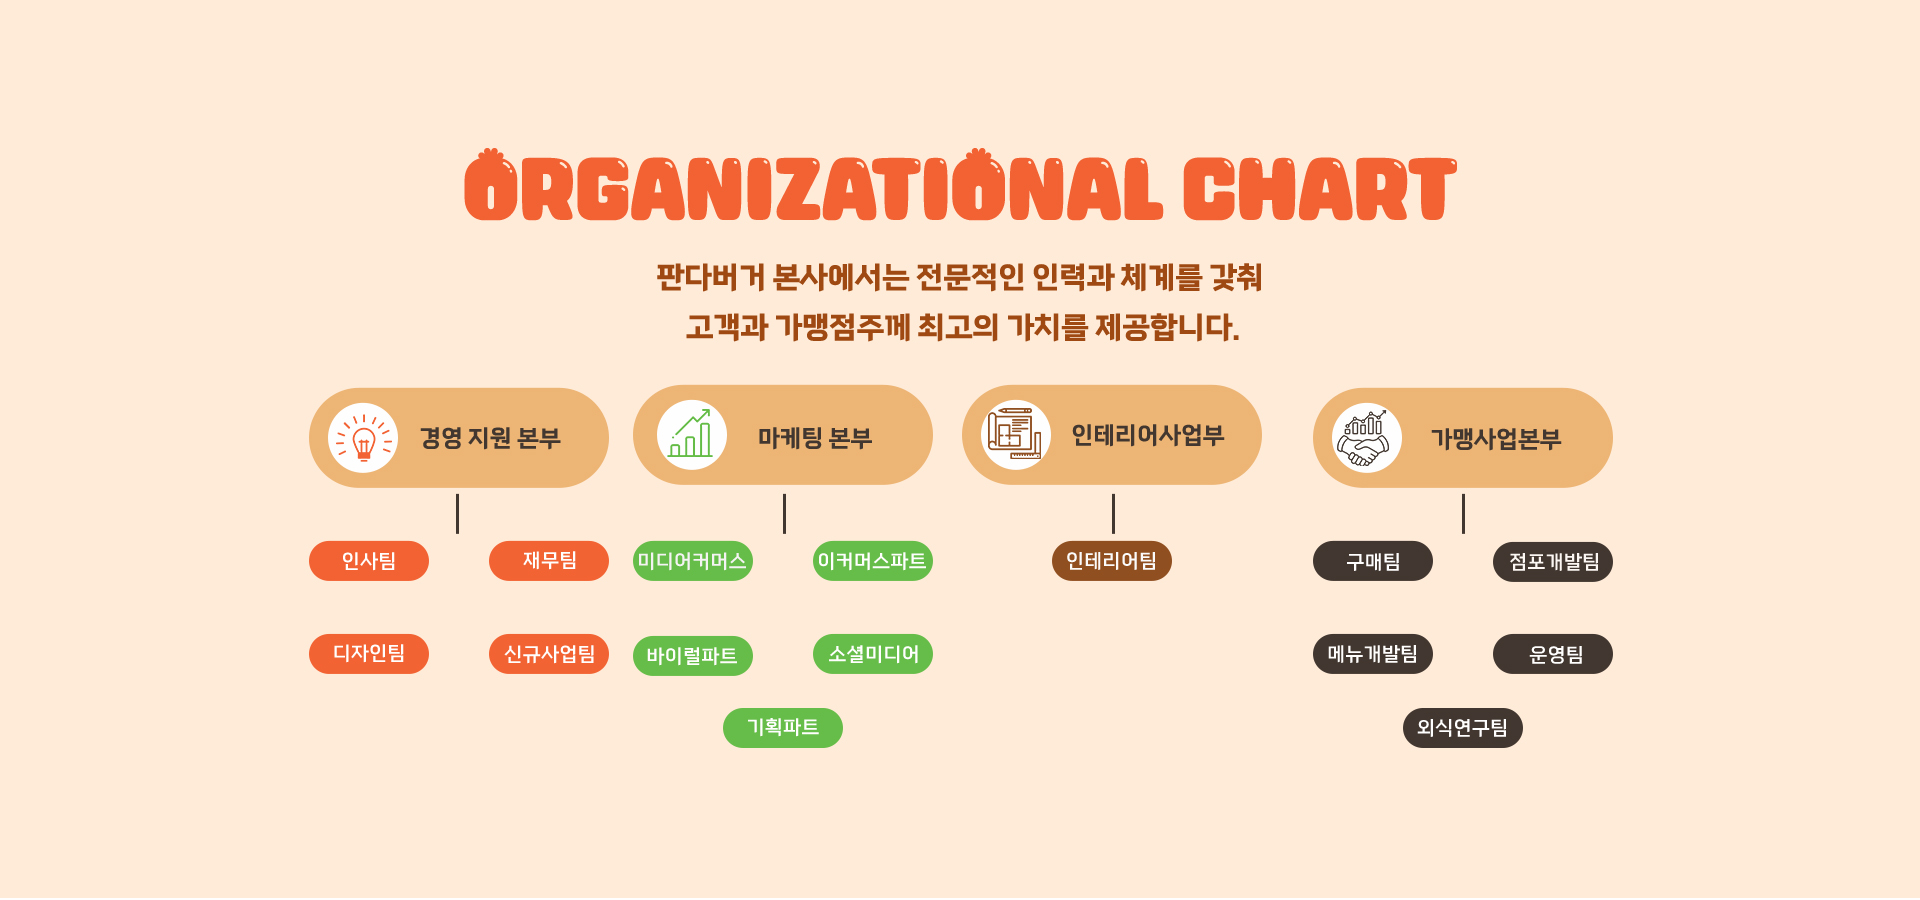 ORGANIZATIONAL CHART
판다버거 본사에서는 전문적인 인력과 체계를 갖춰
고객과 가맹점주께 최고의 가치를 제공합니다.
경영 지원 본부
마케팅 본부
인테리어사업부
가맹사업본부
인사팀
재무팀
미디어커머스
이커머스파트
인테리어팀
구매팀
점포개발팀
디자인팀
신규사업팀
바이럴파트
소셜미디어
메뉴개발팀
운영팀
기획파트
외식연구팀